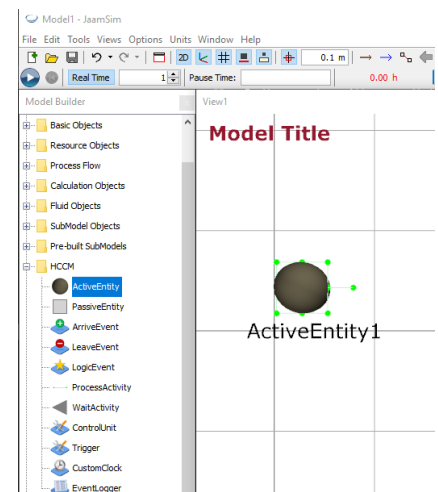 Model1 - JaamSim
File Edit Tools Views Options Units Window Help
2D 0.1 m
Real Time 1 Pause Time: 0.00 h
Model Builder
View1
Basic Objects
Resource Objects
Process Flow
Calculation Objects
Fluid Objects
SubModel Objects
Pre-built SubModels
HCCM
ActiveEntity
PassiveEntity
ArriveEvent
LeaveEvent
LogicEvent
ProcessActivity
WaitActivity
ControlUnit
Trigger
CustomClock
EventLogger
Model Title
ActiveEntity1